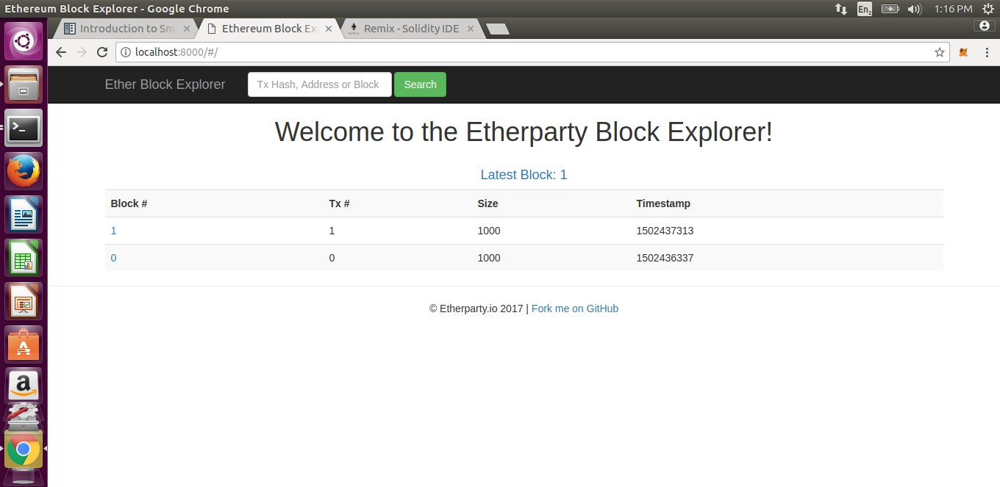 Ethereum Block Explorer - Google Chrome
En2
1:16 PM
Introduction to Sm
Ethereum Block Ex
Remix - Solidity IDE
localhost:8000/#/
Ether Block Explorer
Tx Hash, Address or Block
Search
Welcome to the Etherparty Block Explorer!
Latest Block: 1
Block # Tx # Size Timestamp
1 1 1000 1502437313
0 0 1000 1502436337
© Etherparty.io 2017 | Fork me on GitHub